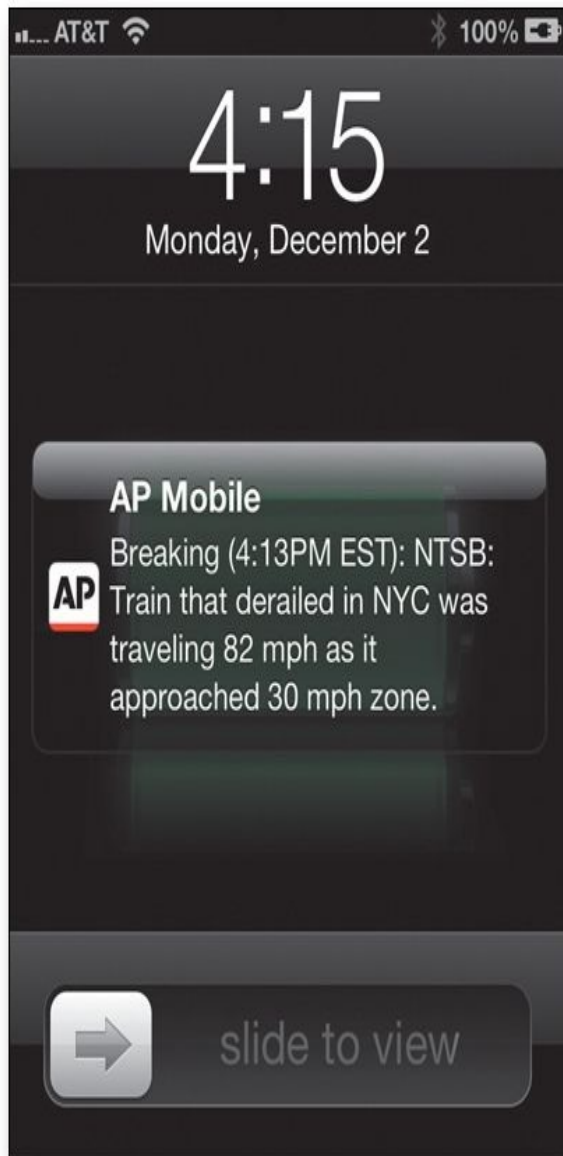 AT&T 100%
4:15
Monday, December 2
AP Mobile
Breaking (4:13PM EST): NTSB:
AP Train that derailed in NYC was
traveling 82 mph as it
approached 30 mph zone.
slide to view